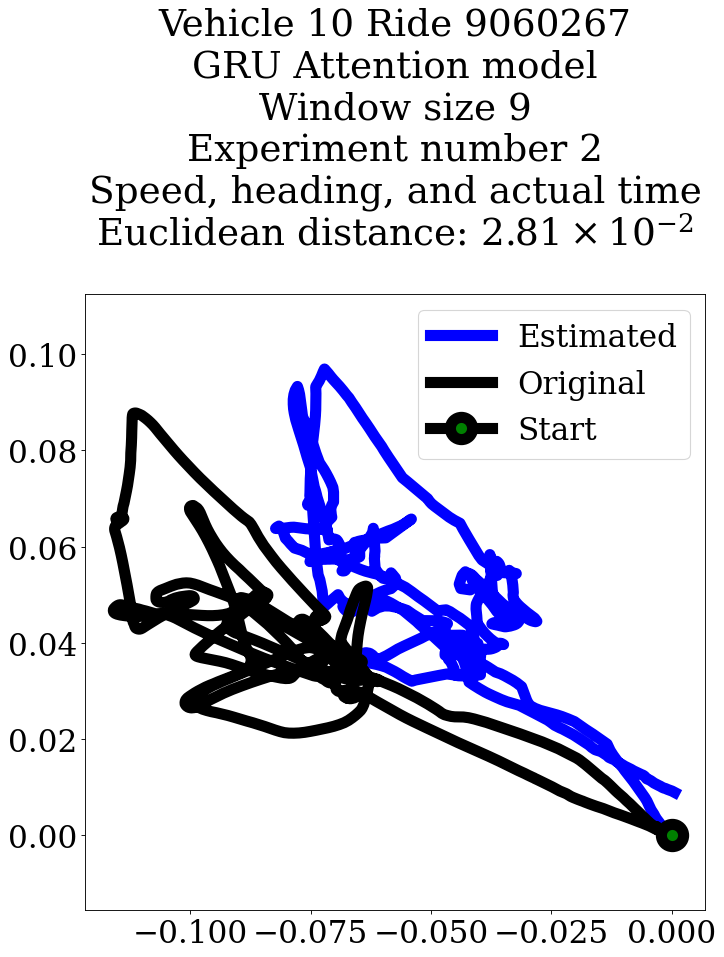 Vehicle 10 Ride 9060267
GRU Attention model
Window size 9
Experiment number 2
Speed, heading, and actual time
Euclidean distance: 2.81 × 10⁻²
Estimated
Original
Start
0.10
0.08
0.06
0.04
0.02
0.00
−0.100 −0.075 −0.050 −0.025 0.000